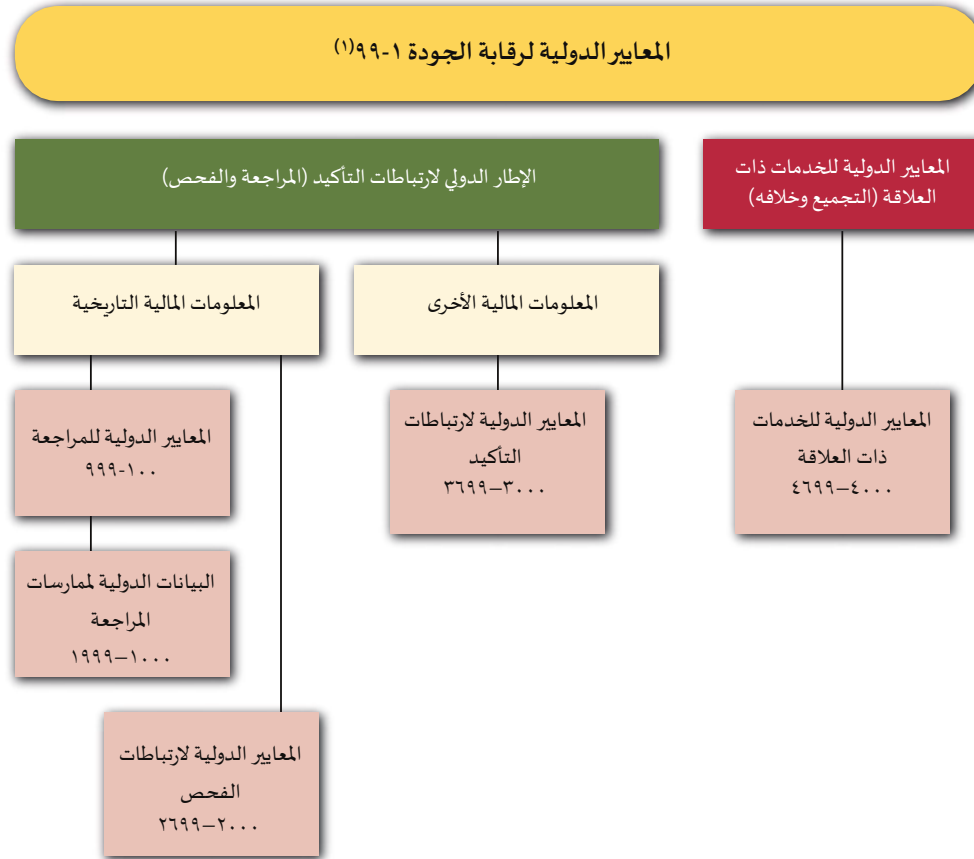 المعايير الدولية لرقابة الجودة ١-٩٩(١)
المعايير الدولية للخدمات ذات
العلاقة (التجميع وخلافه)
الإطار الدولي لارتباطات التأكيد (المراجعة والفحص)
المعلومات المالية الأخرى
المعلومات المالية التاريخية
المعايير الدولية للخدمات
ذات العلاقة
٤٠٠٠–٤٦٩٩
المعايير الدولية لارتباطات
التأكيد
٣٠٠٠–٣٦٩٩
المعايير الدولية للمراجعة
١٠٠-٩٩٩
البيانات الدولية لممارسات
المراجعة
١٠٠٠–١٩٩٩
المعايير الدولية لارتباطات
الفحص
٢٠٠٠–٢٦٩٩